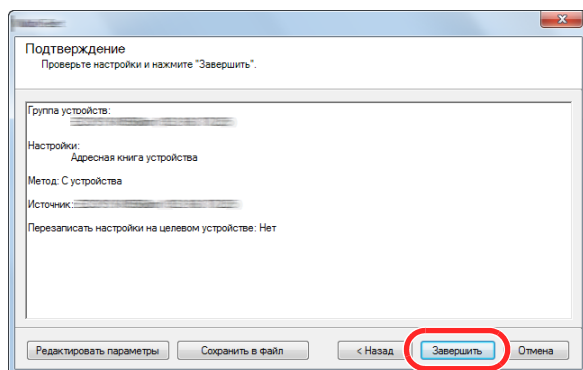 Подтверждение
Проверьте настройки и нажмите "Завершить".
Группа устройств:
Настройки:
Адресная книга устройства
Метод: С устройства
Источник:
Перезаписать настройки на целевом устройстве: Нет
Редактировать параметры Сохранить в файл < Назад Завершить Отмена